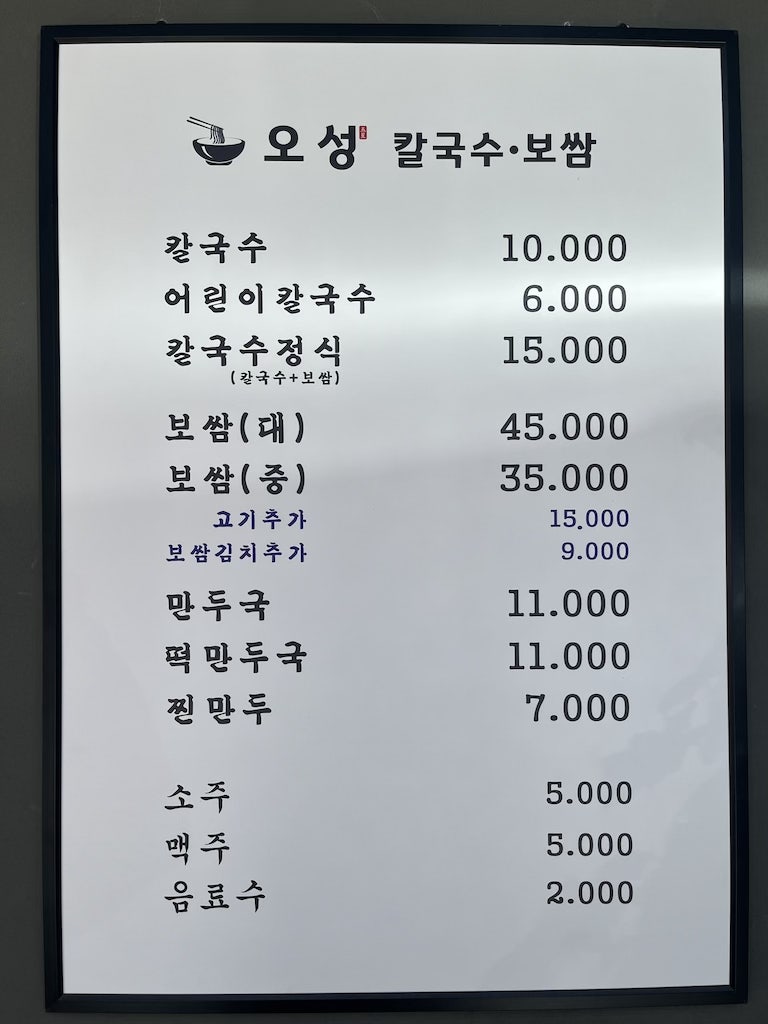 오성 칼국수·보쌈
칼국수 10.000
어린이칼국수 6.000
칼국수정식 15.000
(칼국수+보쌈)
보쌈(대) 45.000
보쌈(중) 35.000
고기추가 15.000
보쌈김치추가 9.000
만두국 11.000
떡만두국 11.000
찐만두 7.000
소주 5.000
맥주 5.000
음료수 2.000